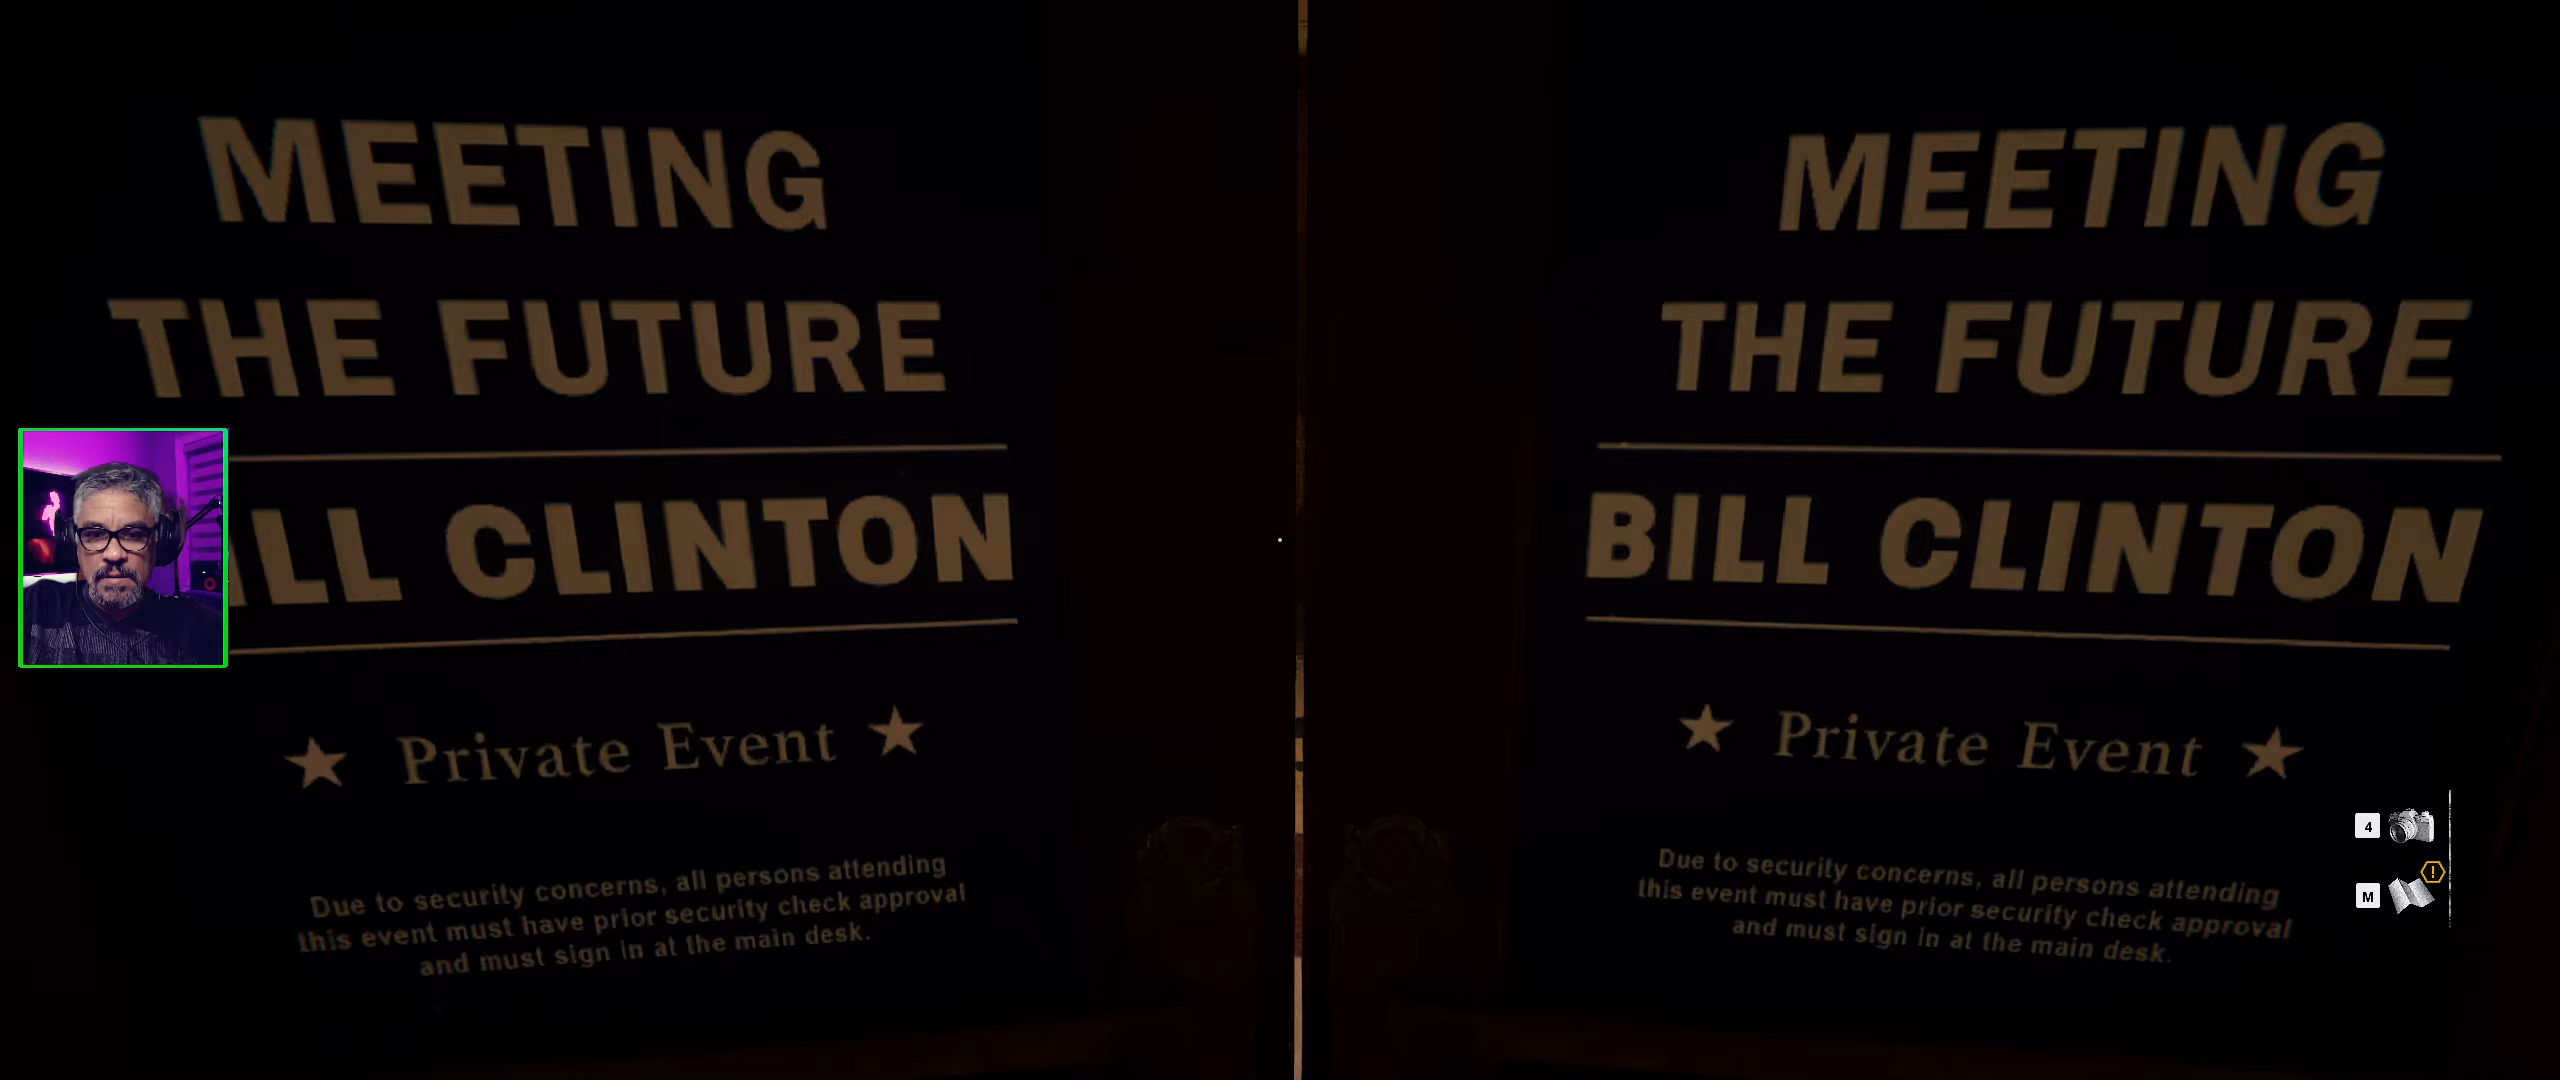 MEETING
THE FUTURE
ILL CLINTON
★ Private Event ★
Due to security concerns, all persons attending
this event must have prior security check approval
and must sign in at the main desk.
MEETING
THE FUTURE
BILL CLINTON
★ Private Event ★
Due to security concerns, all persons attending
this event must have prior security check approval
and must sign in at the main desk.
4
!
M